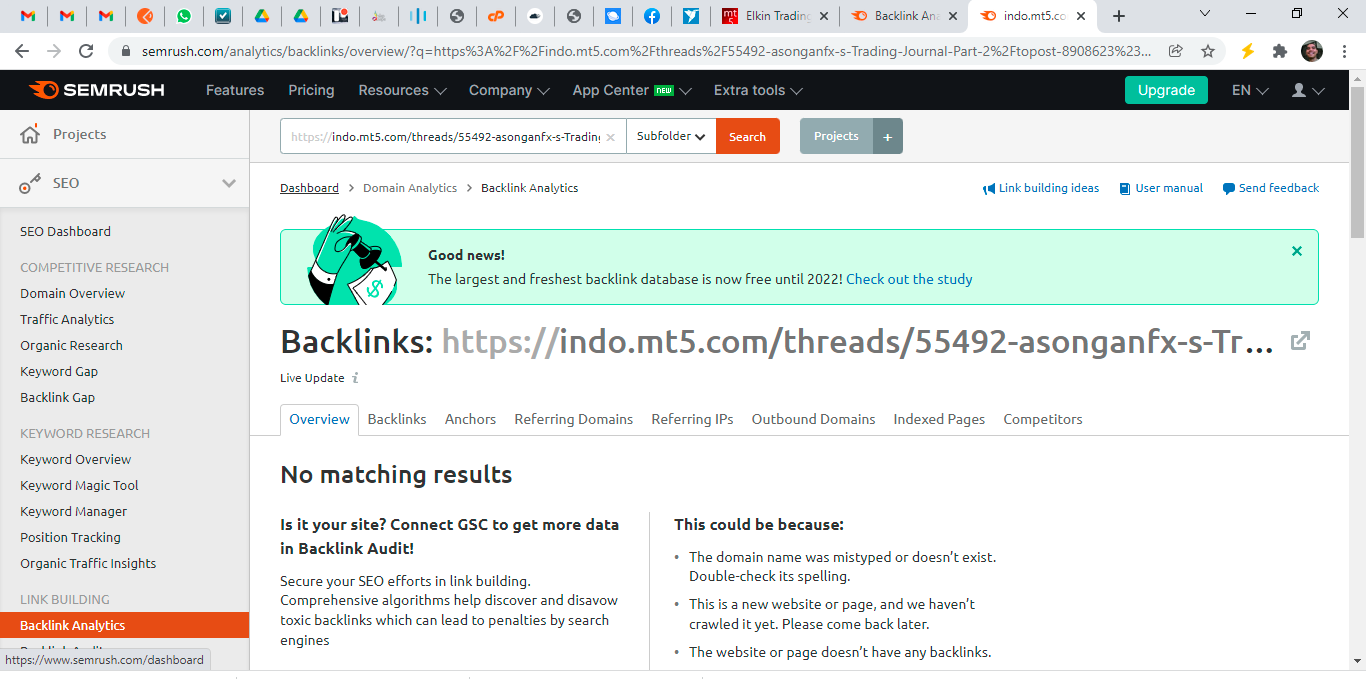 Elkin Trading
Backlink Ana
indo.mt5.co
semrush.com/analytics/backlinks/overview/?q=https%3A%2F%2Findo.mt5.com%2Fthreads%2F55492-asonganfx-s-Trading-Journal-Part-2%2Ftopost-8908623%23...
SEMRUSH
Features
Pricing
Resources
Company
App Center NEW
Extra tools
Upgrade
EN
Projects
SEO
SEO Dashboard
COMPETITIVE RESEARCH
Domain Overview
Traffic Analytics
Organic Research
Keyword Gap
Backlink Gap
KEYWORD RESEARCH
Keyword Overview
Keyword Magic Tool
Keyword Manager
Position Tracking
Organic Traffic Insights
LINK BUILDING
Backlink Analytics
https://www.semrush.com/dashboard
https://indo.mt5.com/threads/55492-asonganfx-s-Trading
Subfolder
Search
Projects +
Dashboard > Domain Analytics > Backlink Analytics
Link building ideas
User manual
Send feedback
Good news!
The largest and freshest backlink database is now free until 2022! Check out the study
Backlinks: https://indo.mt5.com/threads/55492-asonganfx-s-Tr...
Live Update i
Overview
Backlinks
Anchors
Referring Domains
Referring IPs
Outbound Domains
Indexed Pages
Competitors
No matching results
Is it your site? Connect GSC to get more data
in Backlink Audit!
Secure your SEO efforts in link building.
Comprehensive algorithms help discover and disavow
toxic backlinks which can lead to penalties by search
engines
This could be because:
• The domain name was mistyped or doesn't exist.
Double-check its spelling.
• This is a new website or page, and we haven't
crawled it yet. Please come back later.
• The website or page doesn't have any backlinks.